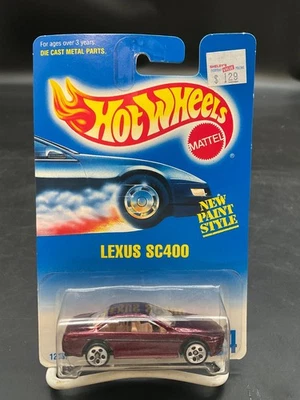 For ages over 3 years
DIE CAST METAL PARTS
$ 1.29
HOT WHEELS
MATTEL
NEW
PAINT
STYLE
LEXUS SC400